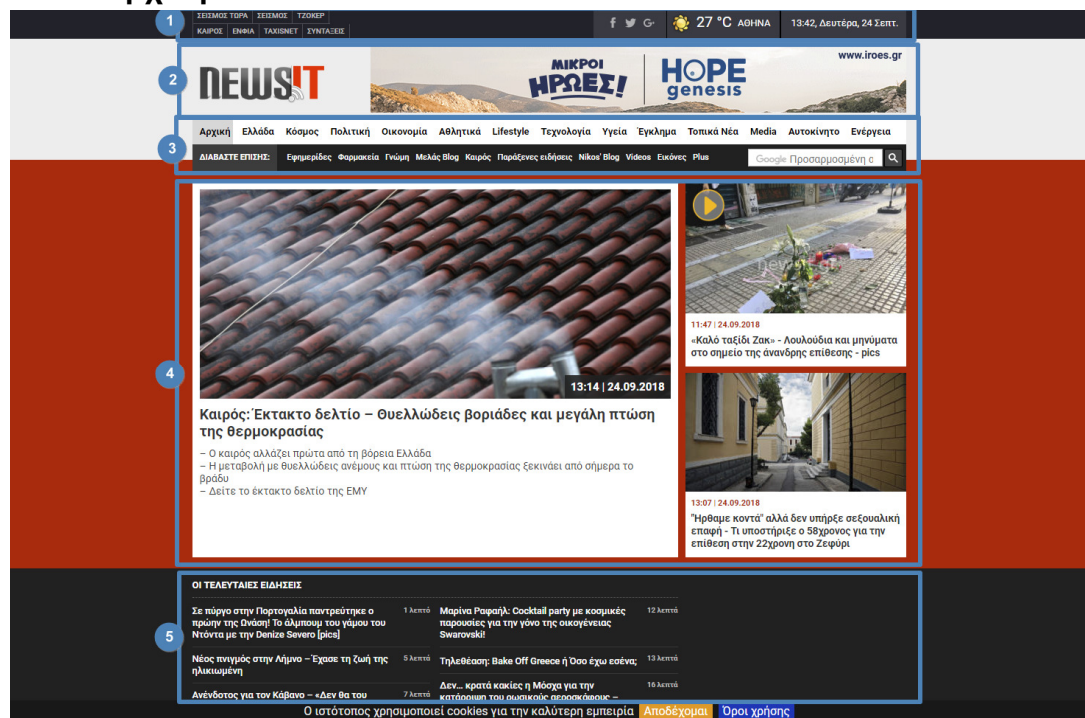 1
ΣΕΙΣΜΟΣ ΤΩΡΑ ΣΕΙΣΜΟΣ ΤΖΟΚΕΡ
ΚΑΙΡΟΣ ΕΝΦΙΑ TAXISNET ΣΥΝΤΑΞΕΙΣ
27 °C ΑΘΗΝΑ
13:42, Δευτέρα, 24 Σεπτ.
2
NEWSIT
ΜΙΚΡΟΙ
ΗΡΩΕΣ!
HOPE
genesis
www.iroes.gr
3
Αρχική Ελλάδα Κόσμος Πολιτική Οικονομία Αθλητικά Lifestyle Τεχνολογία Υγεία Έγκλημα Τοπικά Νέα Media Αυτοκίνητο Ενέργεια
ΔΙΑΒΑΣΤΕ ΕΠΙΣΗΣ: Εφημερίδες Φαρμακεία Γνώμη Μελάς Blog Καιρός Παράξενες ειδήσεις Nikos' Blog Videos Εικόνες Plus
Google Προσαρμοσμένη
4
13:14 | 24.09.2018
Καιρός: Έκτακτο δελτίο – Θυελλώδεις βοριάδες και μεγάλη πτώση
της θερμοκρασίας
– Ο καιρός αλλάζει πρώτα από τη βόρεια Ελλάδα
– Η μεταβολή με θυελλώδεις ανέμους και πτώση της θερμοκρασίας ξεκινάει από σήμερα το
βράδυ
– Δείτε το έκτακτο δελτίο της ΕΜΥ
11:47 | 24.09.2018
«Καλό ταξίδι Ζακ» - Λουλούδια και μηνύματα
στο σημείο της άνανδρης επίθεσης - pics
13:07 | 24.09.2018
"Ήρθαμε κοντά" αλλά δεν υπήρξε σεξουαλική
επαφή - Τι υποστήριξε ο 58χρονος για την
επίθεση στην 22χρονη στο Ζεφύρι
5
ΟΙ ΤΕΛΕΥΤΑΙΕΣ ΕΙΔΗΣΕΙΣ
Σε πύργο στην Πορτογαλία παντρεύτηκε ο
πρώην της Ωνάση! Το άλμπουμ του γάμου του
Ντόντα με την Denize Severo [pics]
1 λεπτό
Νέος πνιγμός στην Λήμνο – Έχασε τη ζωή της
ηλικιωμένη
5 λεπτά
Ανένδοτος για τον Κάβανο – «Δεν θα του
7 λεπτά
Μαρίνα Ραφαήλ: Cocktail party με κοσμικές
παρουσίες για την γόνο της οικογένειας
Swarovski!
12 λεπτά
Τηλεθέαση: Bake Off Greece ή Όσο έχω εσένα;
13 λεπτά
Δεν… κρατά κακίες η Μόσχα για την
κατάρριψη του ρωσικούς αεροσκάφους –
16 λεπτά
Ο ιστότοπος χρησιμοποιεί cookies για την καλύτερη εμπειρία Αποδέχομαι Όροι χρήσης